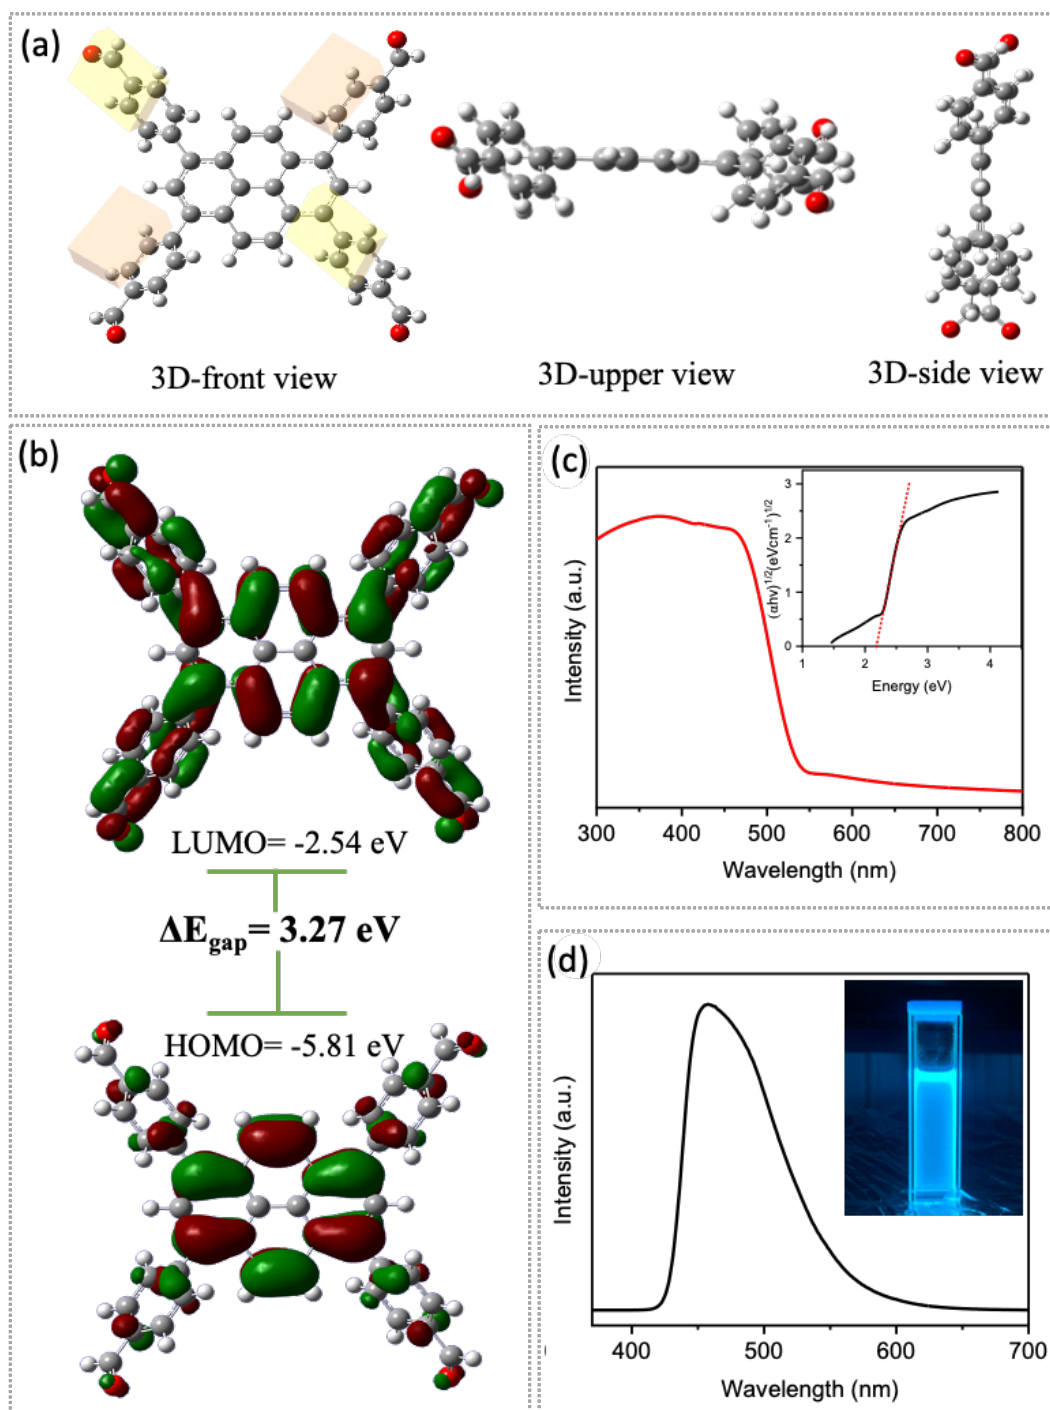 (a)
3D-front view
3D-upper view
3D-side view
(b)
LUMO= -2.54 eV
ΔEgap= 3.27 eV
HOMO= -5.81 eV
(c)
Intensity (a.u.)
300 400 500 600 700 800
Wavelength (nm)
(αhν)1/2(eVcm-1)1/2
3
2
1
0
1 2 3 4
Energy (eV)
(d)
Intensity (a.u.)
400 500 600 700
Wavelength (nm)